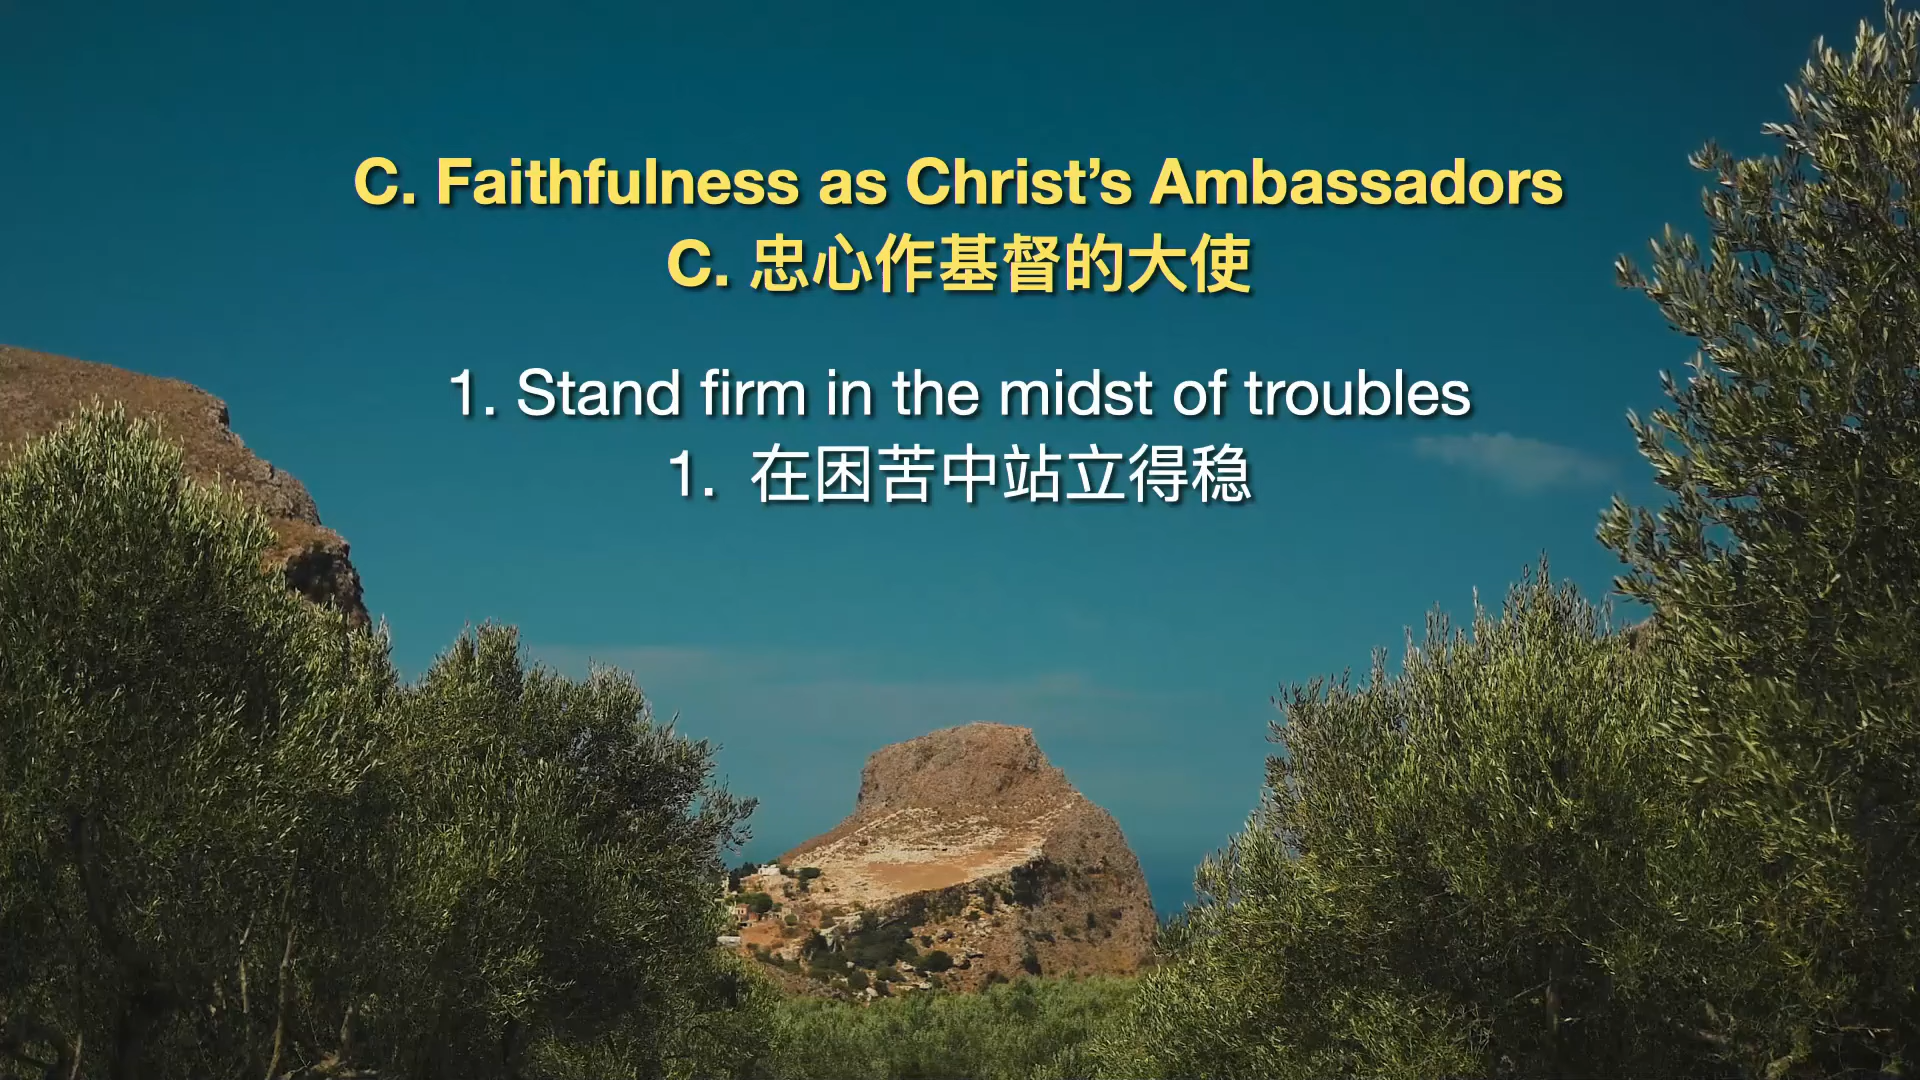 C. Faithfulness as Christ’s Ambassadors
C. 忠心作基督的大使
1. Stand firm in the midst of troubles
1. 在困苦中站立得稳